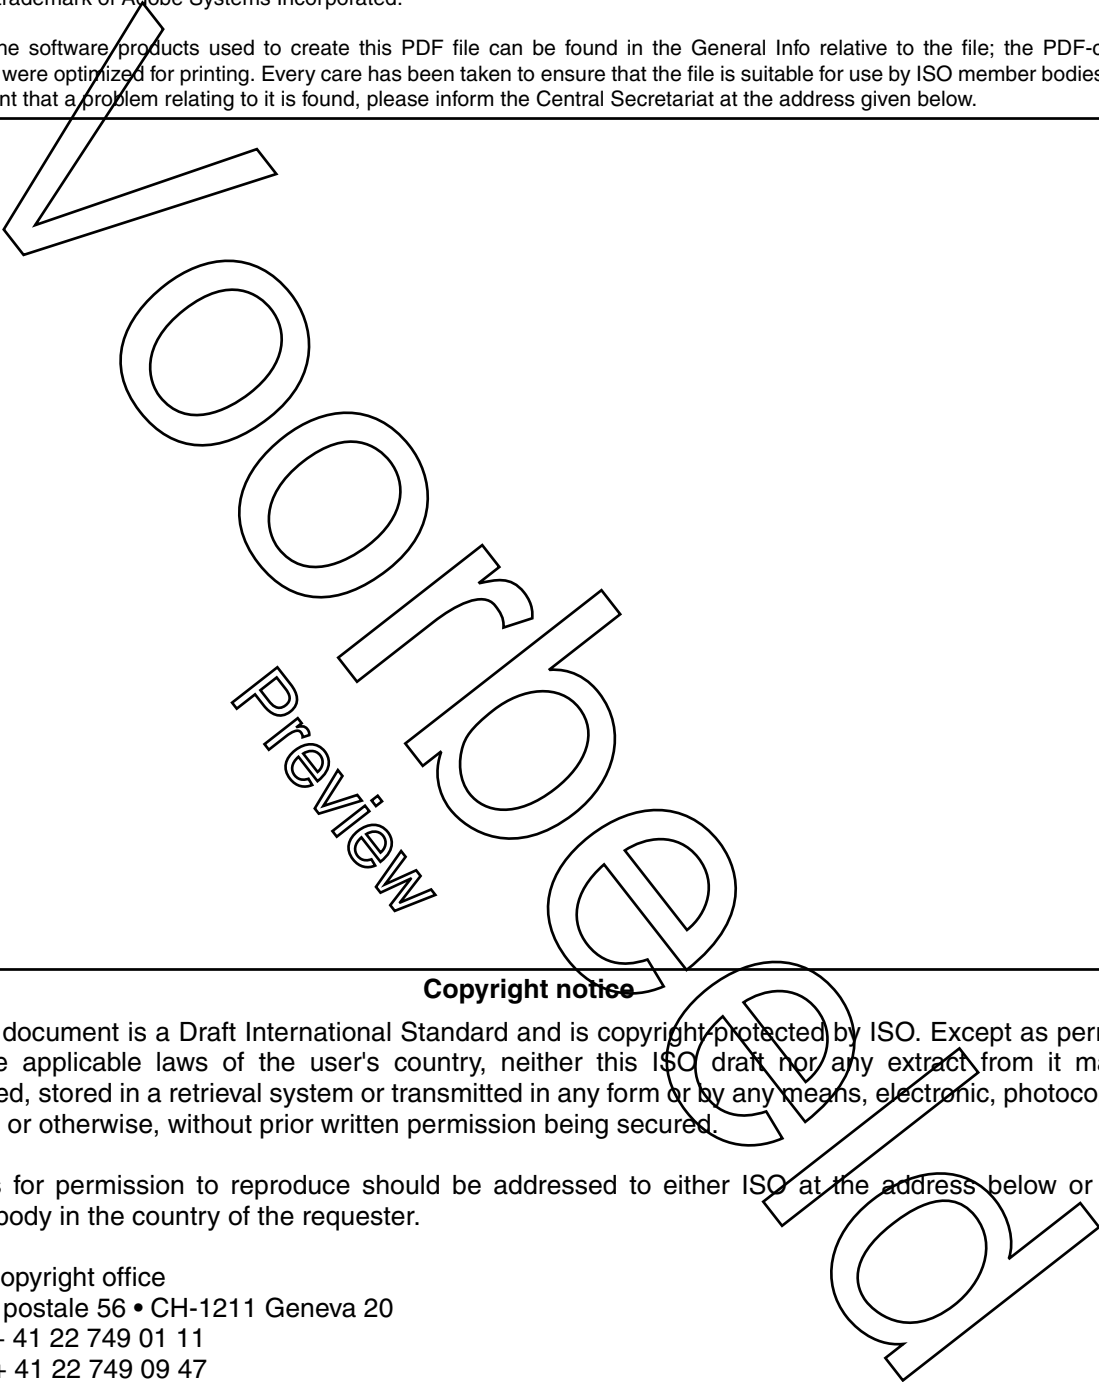 trademark of Adobe Systems Incorporated.
he software products used to create this PDF file can be found in the General Info relative to the file; the PDF-c
were optimized for printing. Every care has been taken to ensure that the file is suitable for use by ISO member bodies
nt that a problem relating to it is found, please inform the Central Secretariat at the address given below.
Voorbeeld
Preview
Copyright notice
document is a Draft International Standard and is copyright-protected by ISO. Except as perm
e applicable laws of the user's country, neither this ISO draft nor any extract from it ma
ed, stored in a retrieval system or transmitted in any form or by any means, electronic, photoco
or otherwise, without prior written permission being secured.
s for permission to reproduce should be addressed to either ISO at the address below or
body in the country of the requester.
opyright office
postale 56 • CH-1211 Geneva 20
+ 41 22 749 01 11
+ 41 22 749 09 47